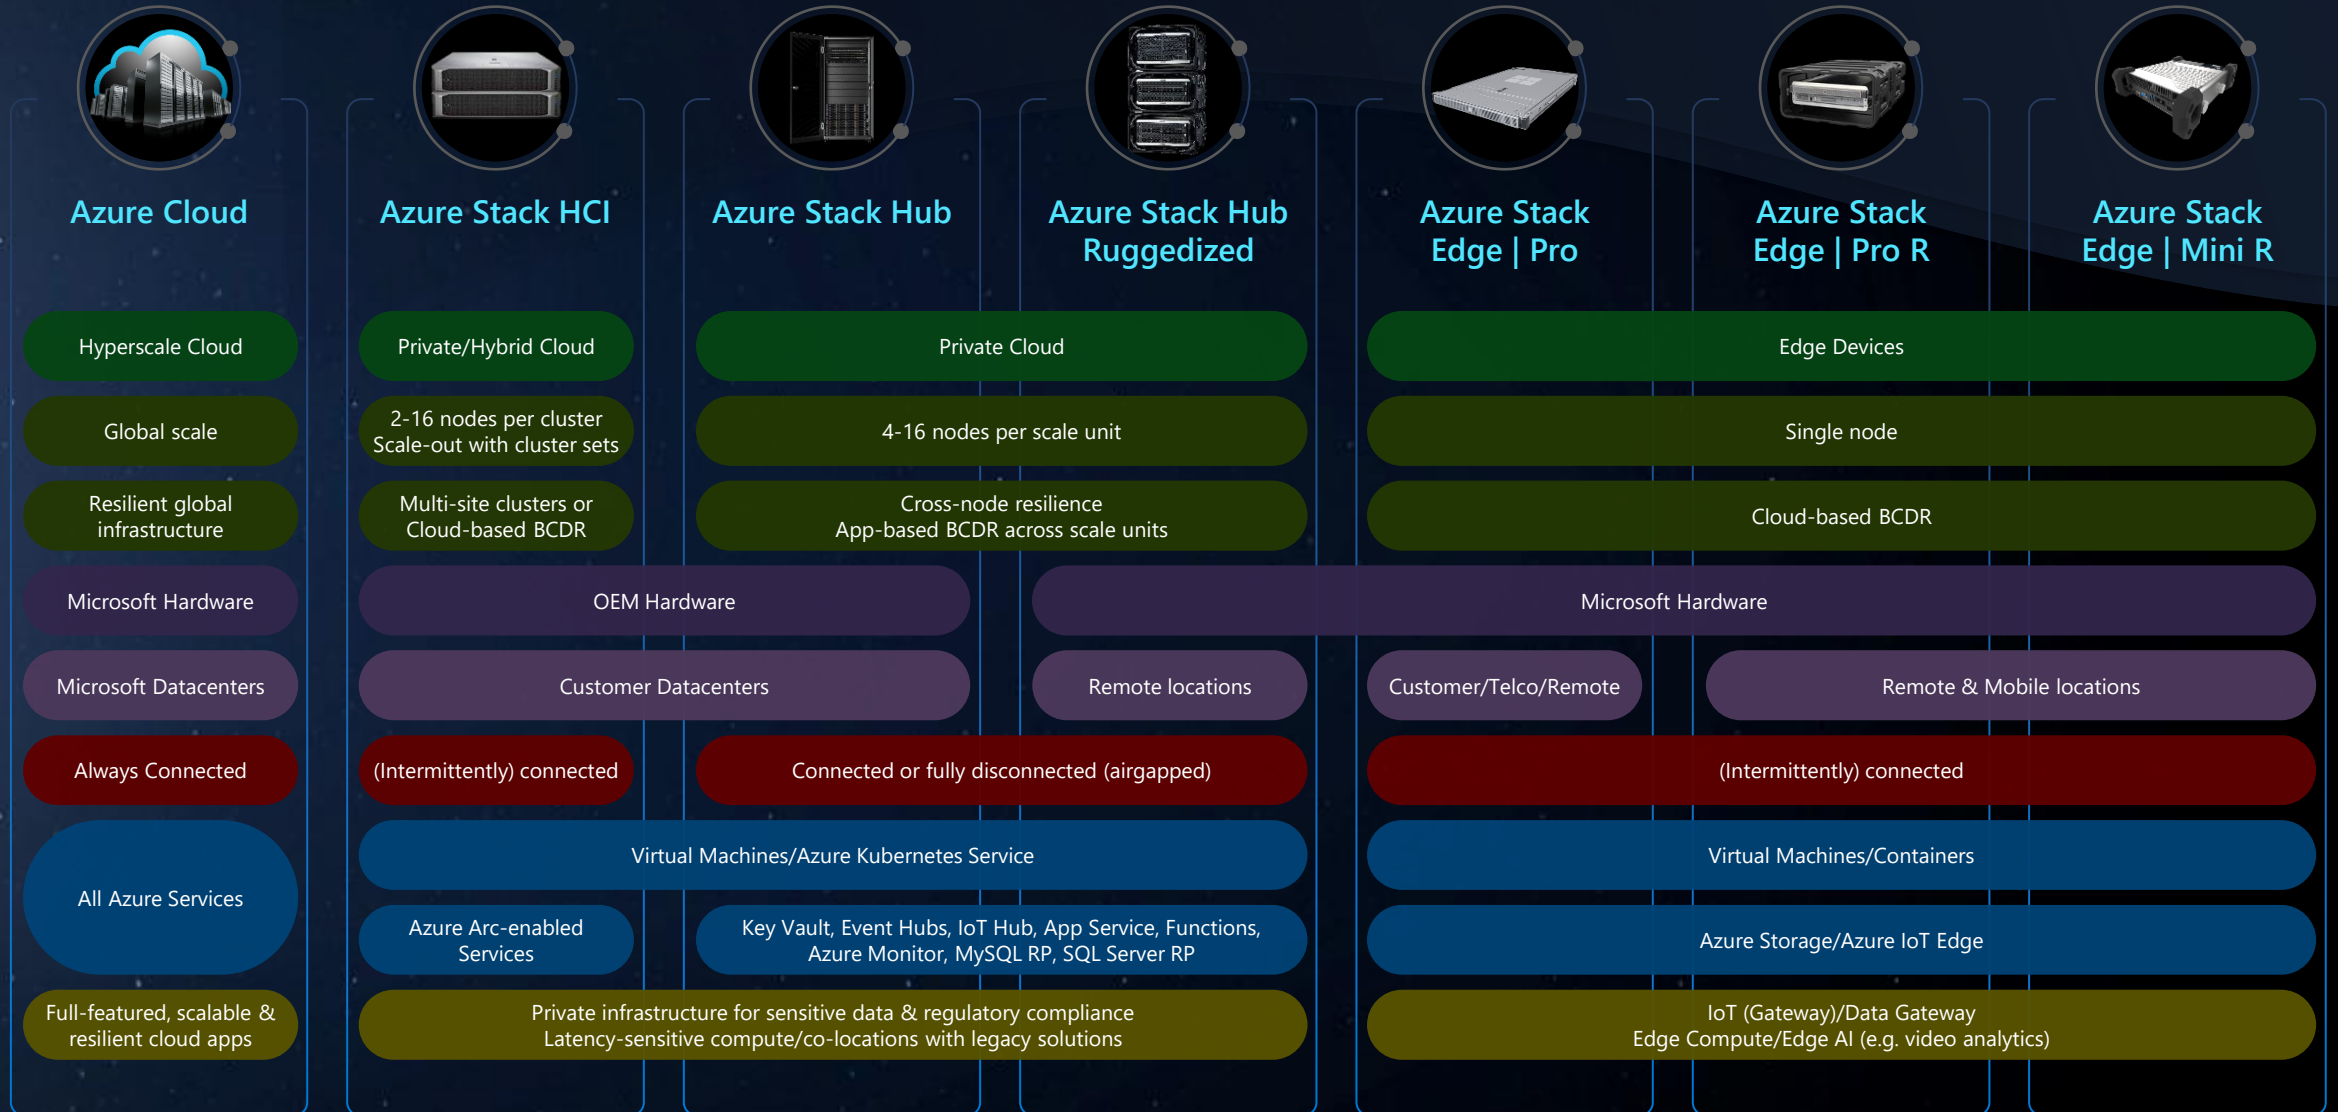 Azure Cloud
Azure Stack HCI
Azure Stack Hub
Azure Stack Hub
Ruggedized
Azure Stack
Edge | Pro
Azure Stack
Edge | Pro R
Azure Stack
Edge | Mini R
Hyperscale Cloud
Private/Hybrid Cloud
Private Cloud
Edge Devices
Global scale
2-16 nodes per cluster
Scale-out with cluster sets
4-16 nodes per scale unit
Single node
Resilient global
infrastructure
Multi-site clusters or
Cloud-based BCDR
Cross-node resilience
App-based BCDR across scale units
Cloud-based BCDR
Microsoft Hardware
OEM Hardware
Microsoft Hardware
Microsoft Datacenters
Customer Datacenters
Remote locations
Customer/Telco/Remote
Remote & Mobile locations
Always Connected
(Intermittently) connected
Connected or fully disconnected (airgapped)
(Intermittently) connected
All Azure Services
Virtual Machines/Azure Kubernetes Service
Virtual Machines/Containers
Azure Arc-enabled
Services
Key Vault, Event Hubs, IoT Hub, App Service, Functions,
Azure Monitor, MySQL RP, SQL Server RP
Azure Storage/Azure IoT Edge
Full-featured, scalable &
resilient cloud apps
Private infrastructure for sensitive data & regulatory compliance
Latency-sensitive compute/co-locations with legacy solutions
IoT (Gateway)/Data Gateway
Edge Compute/Edge AI (e.g. video analytics)